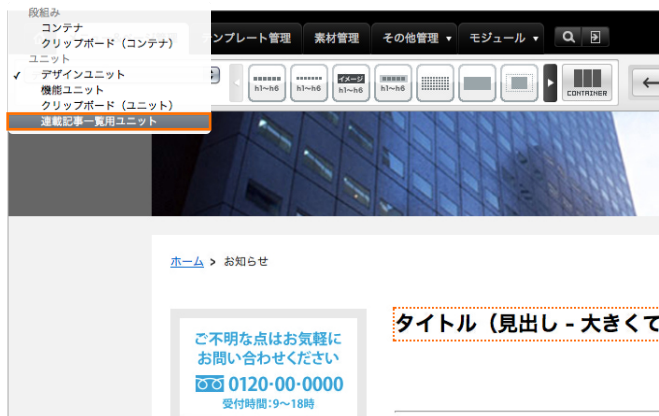 段組み
コンテナ
クリップボード（コンテナ）
ユニット
✓ デザインユニット
機能ユニット
クリップボード（ユニット）
連載記事一覧用ユニット
ンプレート管理 素材管理 その他管理 ▼ モジュール ▼
h1~h6 h1~h6 イメージ h1~h6 h1~h6 CONTAINER
ホーム > お知らせ
ご不明な点はお気軽に
お問い合わせください
0120-00-0000
受付時間:9～18時
タイトル（見出し - 大きくて